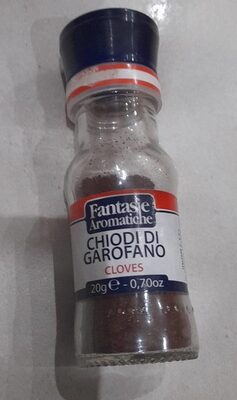 Fantasie
Aromatiche
CHIODI DI
GAROFANO
CLOVES
20g e - 0,70oz